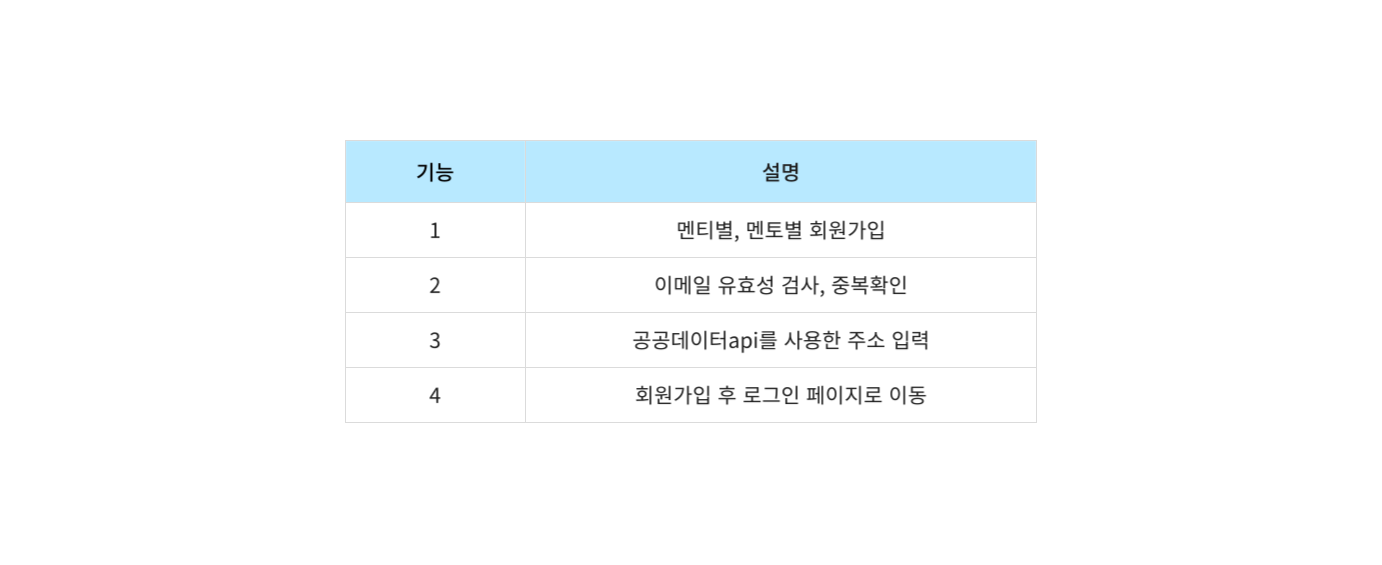 기능 설명
1 멘티별, 멘토별 회원가입
2 이메일 유효성 검사, 중복확인
3 공공데이터api를 사용한 주소 입력
4 회원가입 후 로그인 페이지로 이동